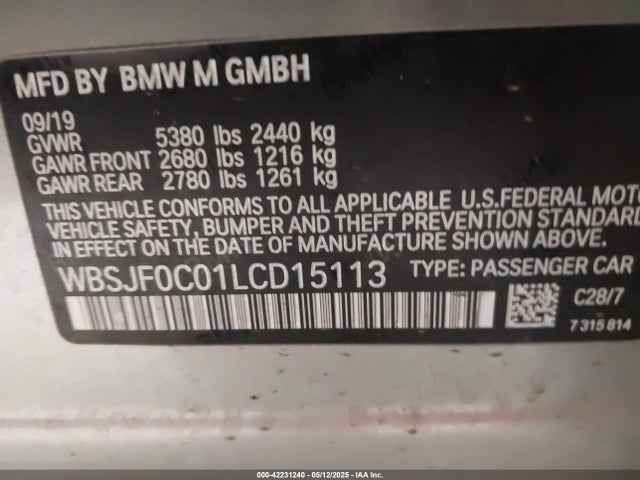 MFD BY BMW M GMBH
09/19
GVWR 5380 lbs 2440 kg
GAWR FRONT 2680 lbs 1216 kg
GAWR REAR 2780 lbs 1261 kg
THIS VEHICLE CONFORMS TO ALL APPLICABLE U.S.FEDERAL MOTO
VEHICLE SAFETY, BUMPER AND THEFT PREVENTION STANDARD
IN EFFECT ON THE DATE OF MANUFACTURE SHOWN ABOVE.
WBSJF0C01LCD15113 TYPE: PASSENGER CAR
C28/7
7 315 814
000-42231240 - 05/12/2025 - IAA Inc.